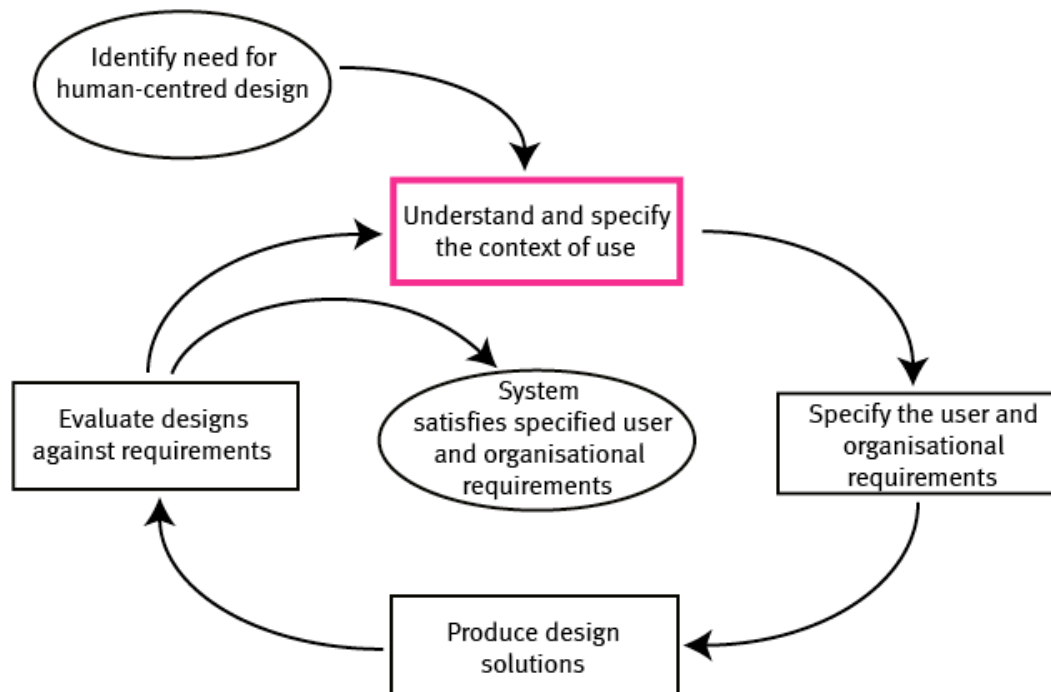 Identify need for
human-centred design
Understand and specify
the context of use
Specify the user and
organisational
requirements
Produce design
solutions
Evaluate designs
against requirements
System
satisfies specified user
and organisational
requirements